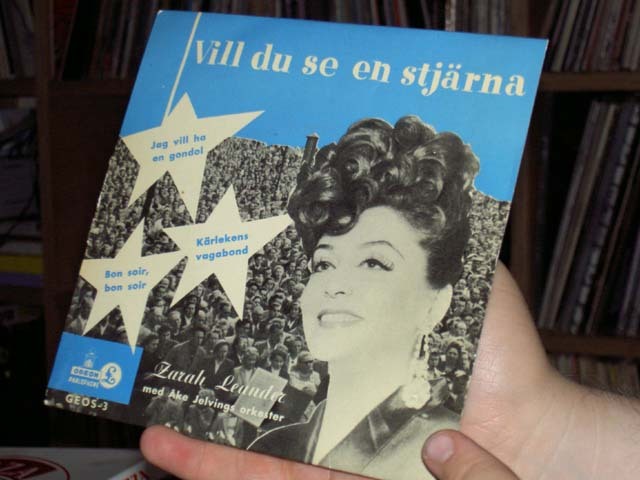 Vill du se en stjärna
Jag vill ha
en gondol
Kärlekens
vagabond
Bon soir,
bon soir
Zarah Leander
med Åke Jelvings orkester
ODEON
PARLOPHONE
GEOS-3